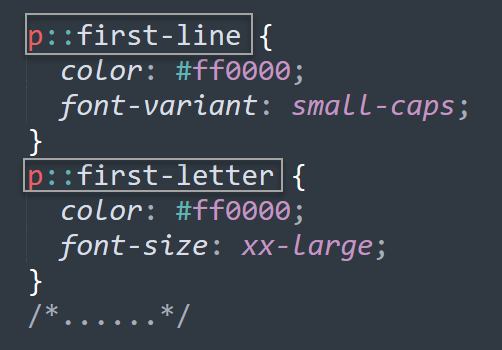 p::first-line {
  color: #ff0000;
  font-variant: small-caps;
}
p::first-letter {
  color: #ff0000;
  font-size: xx-large;
}
/*......*/